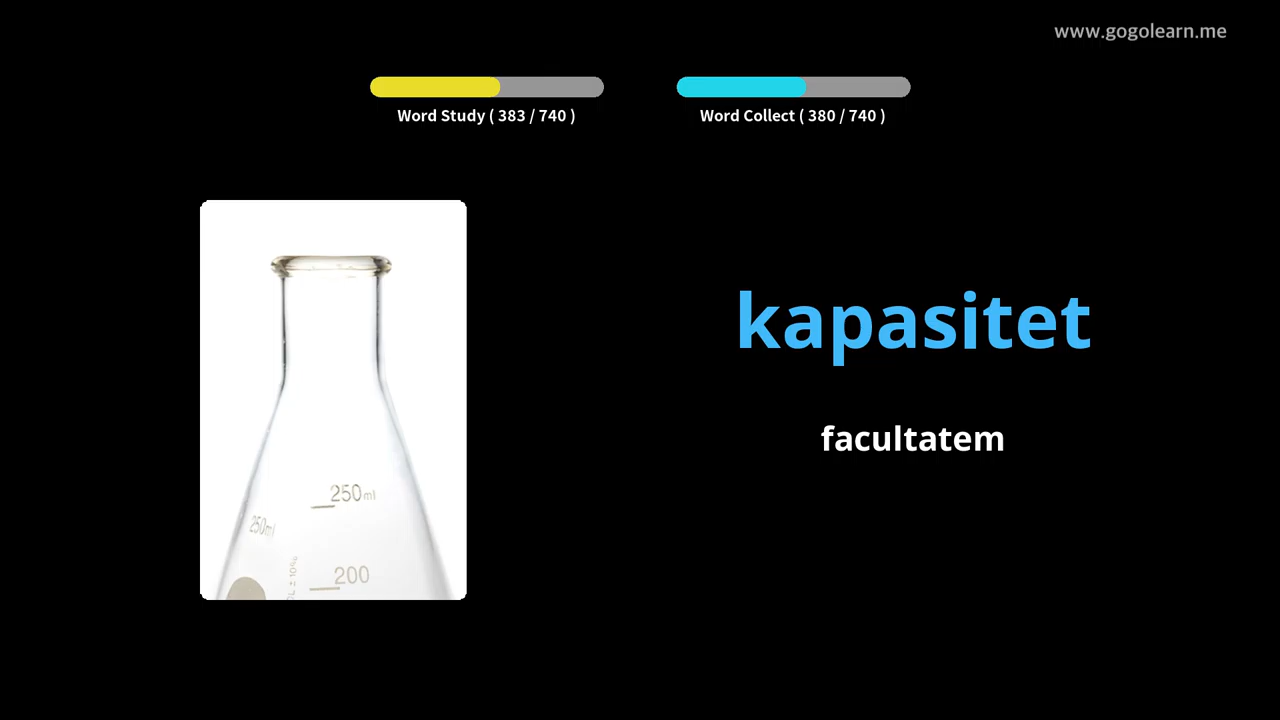 www.gogolearn.me
Word Study ( 383 / 740 )
Word Collect ( 380 / 740 )
kapasitet
facultatem
250ml
250ml
200